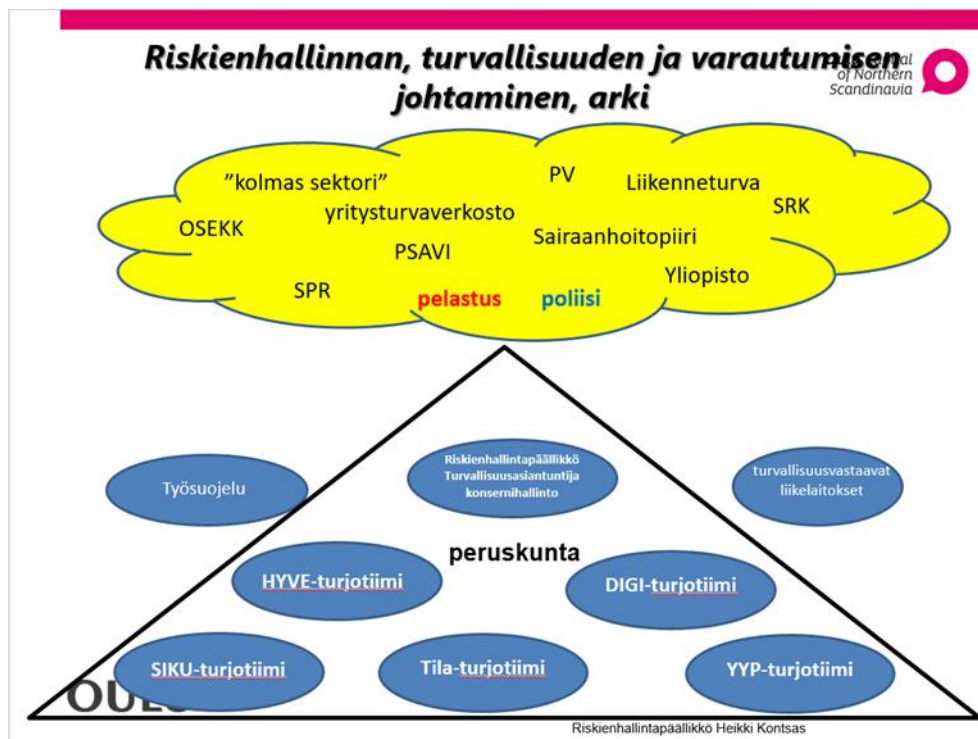 Riskienhallinnan, turvallisuuden ja varautumisen
johtaminen, arki
of Northern
Scandinavia
”kolmas sektori”
PV
Liikenneturva
yritysturvaverkosto
SRK
OSEKK
PSAVI
Sairaanhoitopiiri
Yliopisto
SPR
pelastus
poliisi
Työsuojelu
Riskienhallintapäällikkö
Turvallisuusasiantuntija
konsernihallinto
turvallisuusvastaavat
liikelaitokset
peruskunta
HYVE-turjotiimi
DIGI-turjotiimi
SIKU-turjotiimi
Tila-turjotiimi
YYP-turjotiimi
Riskienhallintapäällikkö Heikki Kontsas